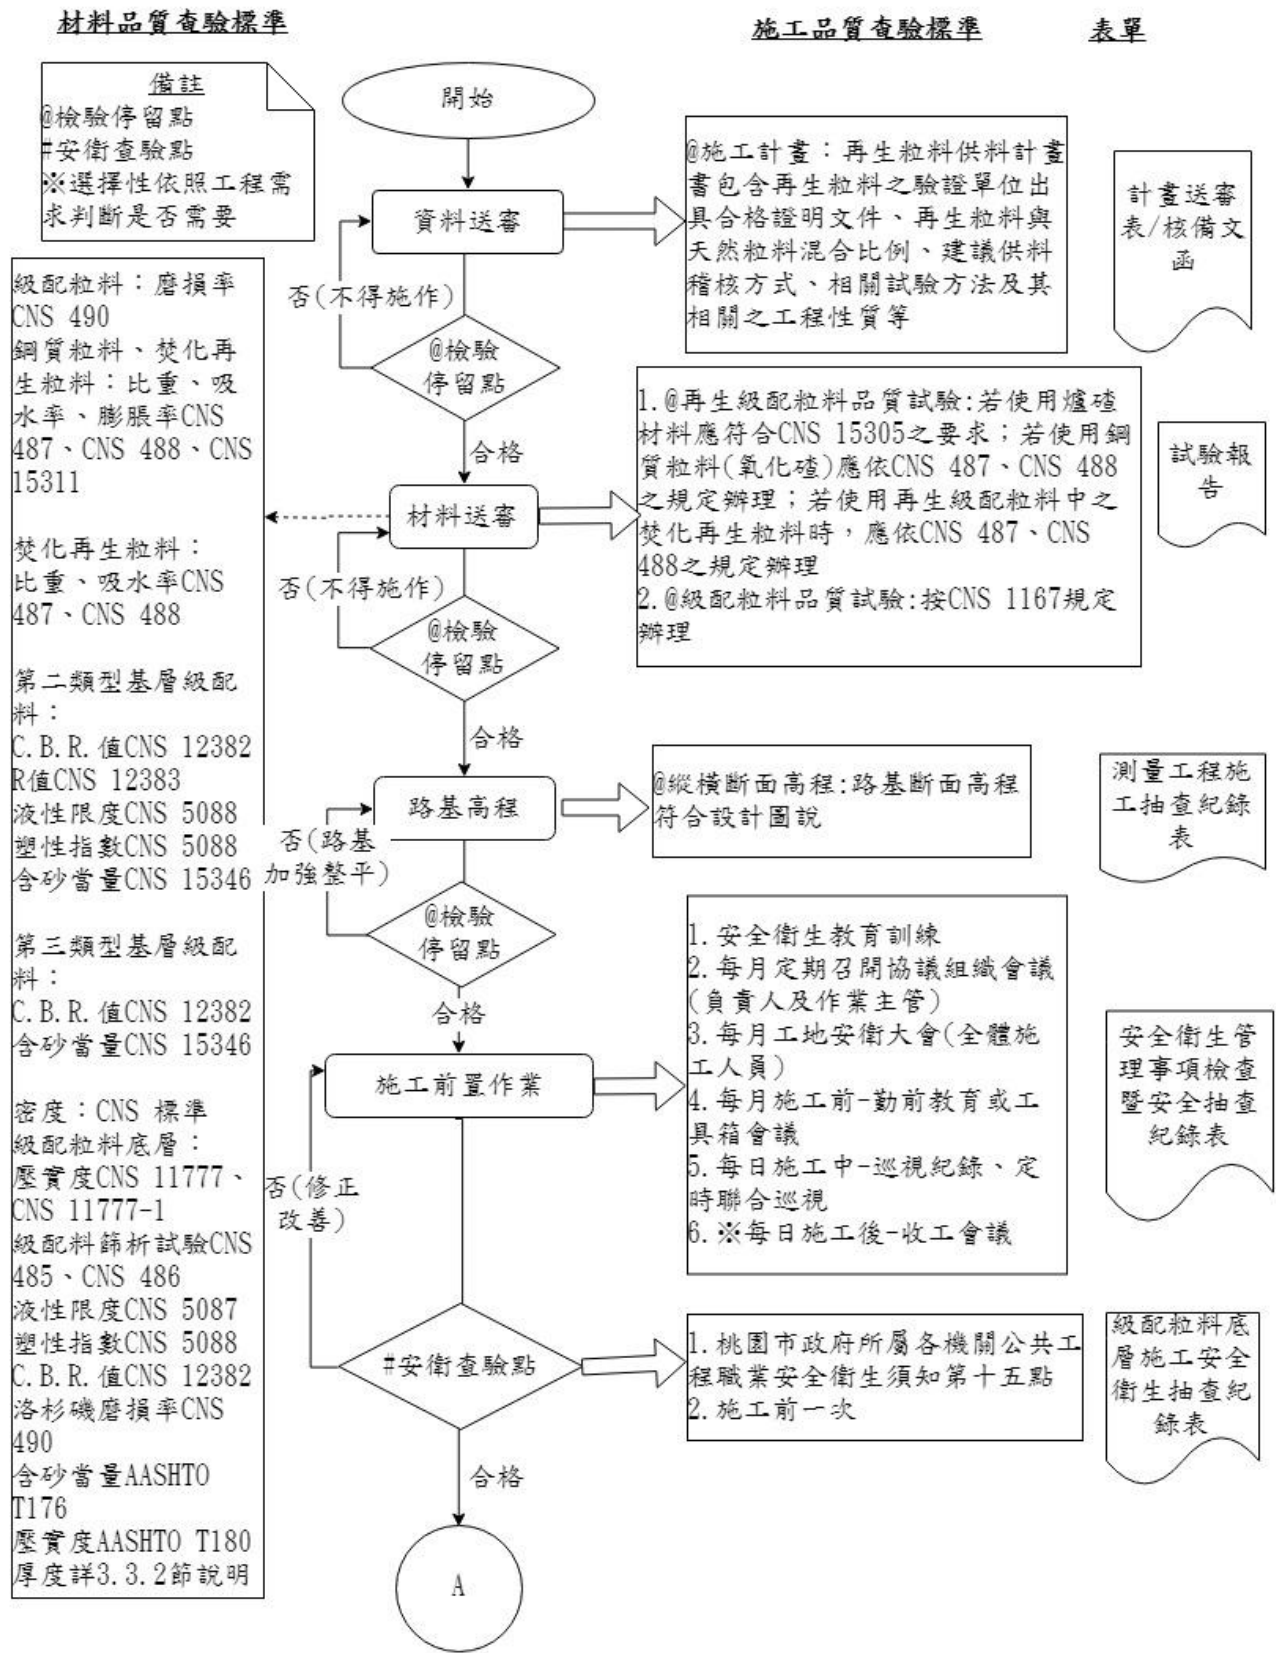 材料品質查驗標準
施工品質查驗標準
表單
備註
@檢驗停留點
#安衛查驗點
※選擇性依照工程需
求判斷是否需要
開始
資料送審
@施工計畫：再生粒料供料計畫
書包含再生粒料之驗證單位出
具合格證明文件、再生粒料與
天然粒料混合比例、建議供料
稽核方式、相關試驗方法及其
相關之工程性質等
計畫送審
表/核備文
函
否(不得施作)
@檢驗
停留點
合格
級配粒料：磨損率
CNS 490
鋼質粒料、焚化再
生粒料：比重、吸
水率、膨脹率CNS
487、CNS 488、CNS
15311
焚化再生粒料：
比重、吸水率CNS
487、CNS 488
第二類型基層級配
料：
C.B.R.值CNS 12382
R值CNS 12383
液性限度CNS 5088
塑性指數CNS 5088
含砂當量CNS 15346
第三類型基層級配
料：
C.B.R.值CNS 12382
含砂當量CNS 15346
密度：CNS 標準
級配粒料底層：
壓實度CNS 11777、
CNS 11777-1
級配料篩析試驗CNS
485、CNS 486
液性限度CNS 5087
塑性指數CNS 5088
C.B.R.值CNS 12382
洛杉磯磨損率CNS
490
含砂當量AASHTO
T176
壓實度AASHTO T180
厚度詳3.3.2節說明
材料送審
1.@再生級配粒料品質試驗:若使用爐碴
材料應符合CNS 15305之要求；若使用鋼
質粒料(氧化碴)應依CNS 487、CNS 488
之規定辦理；若使用再生級配粒料中之
焚化再生粒料時，應依CNS 487、CNS
488之規定辦理
2.@級配粒料品質試驗:按CNS 1167規定
辦理
試驗報
告
否(不得施作)
@檢驗
停留點
合格
路基高程
@縱橫斷面高程:路基斷面高程
符合設計圖說
測量工程施
工抽查紀錄
表
否(路基
加強整平)
@檢驗
停留點
合格
施工前置作業
1.安全衛生教育訓練
2.每月定期召開協議組織會議
(負責人及作業主管)
3.每月工地安衛大會(全體施
工人員)
4.每月施工前-勤前教育或工
具箱會議
5.每日施工中-巡視紀錄、定
時聯合巡視
6.※每日施工後-收工會議
安全衛生管
理事項檢查
暨安全抽查
紀錄表
否(修正
改善)
#安衛查驗點
1.桃園市政府所屬各機關公共工
程職業安全衛生須知第十五點
2.施工前一次
級配粒料底
層施工安全
衛生抽查紀
錄表
合格
A